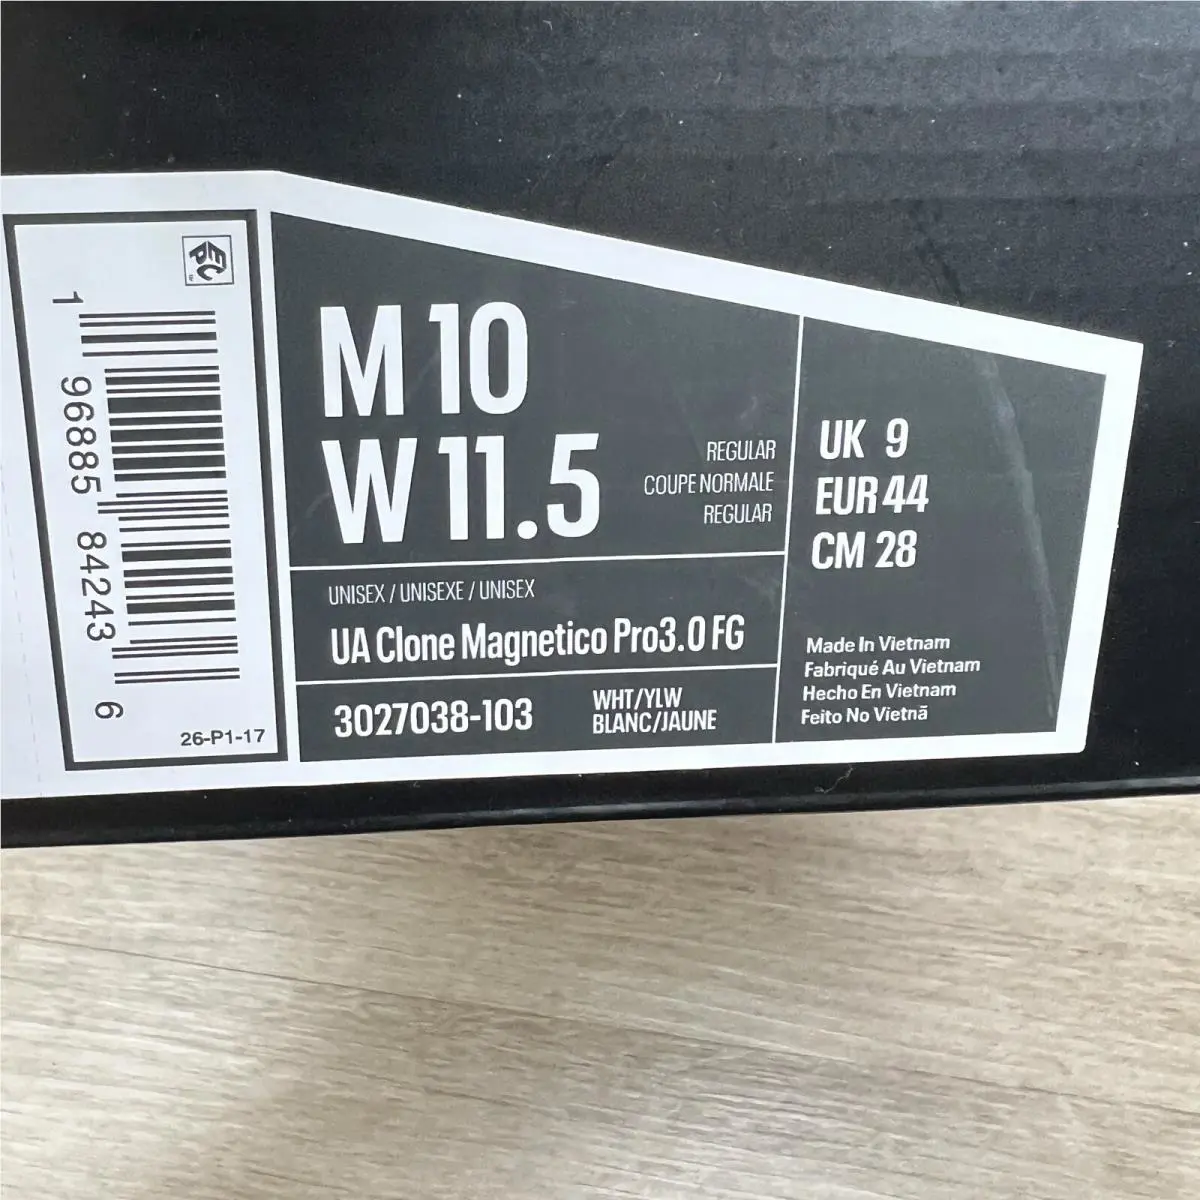 EPC
1 96885 84243 6
26-P1-17
M 10
W 11.5
REGULAR
COUPE NORMALE
REGULAR
UNISEX / UNISEXE / UNISEX
UA Clone Magnetico Pro3.0 FG
3027038-103
WHT/YLW
BLANC/JAUNE
UK 9
EUR 44
CM 28
Made In Vietnam
Fabriqué Au Vietnam
Hecho En Vietnam
Feito No Vietnã